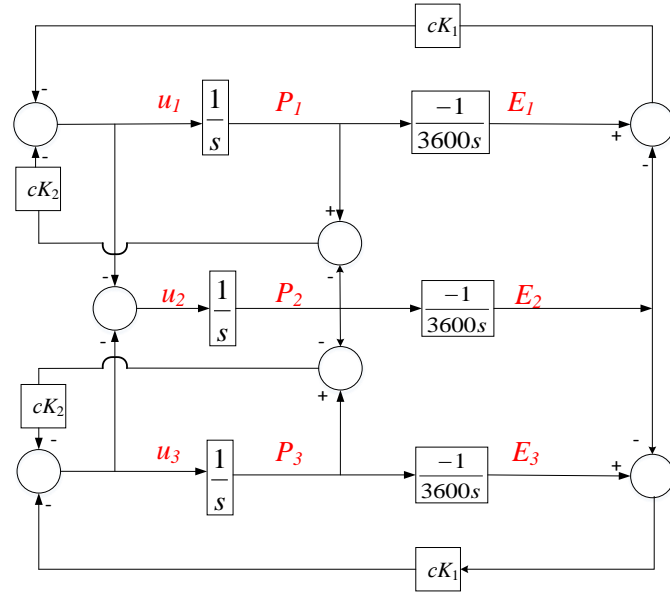 cK₁
- u₁ 1/s P₁ -1/3600s E₁ +
- -
cK₂
+
- u₂ 1/s P₂ - -1/3600s E₂
- -
cK₂ +
- u₃ 1/s P₃ -1/3600s E₃ + -
-
cK₁